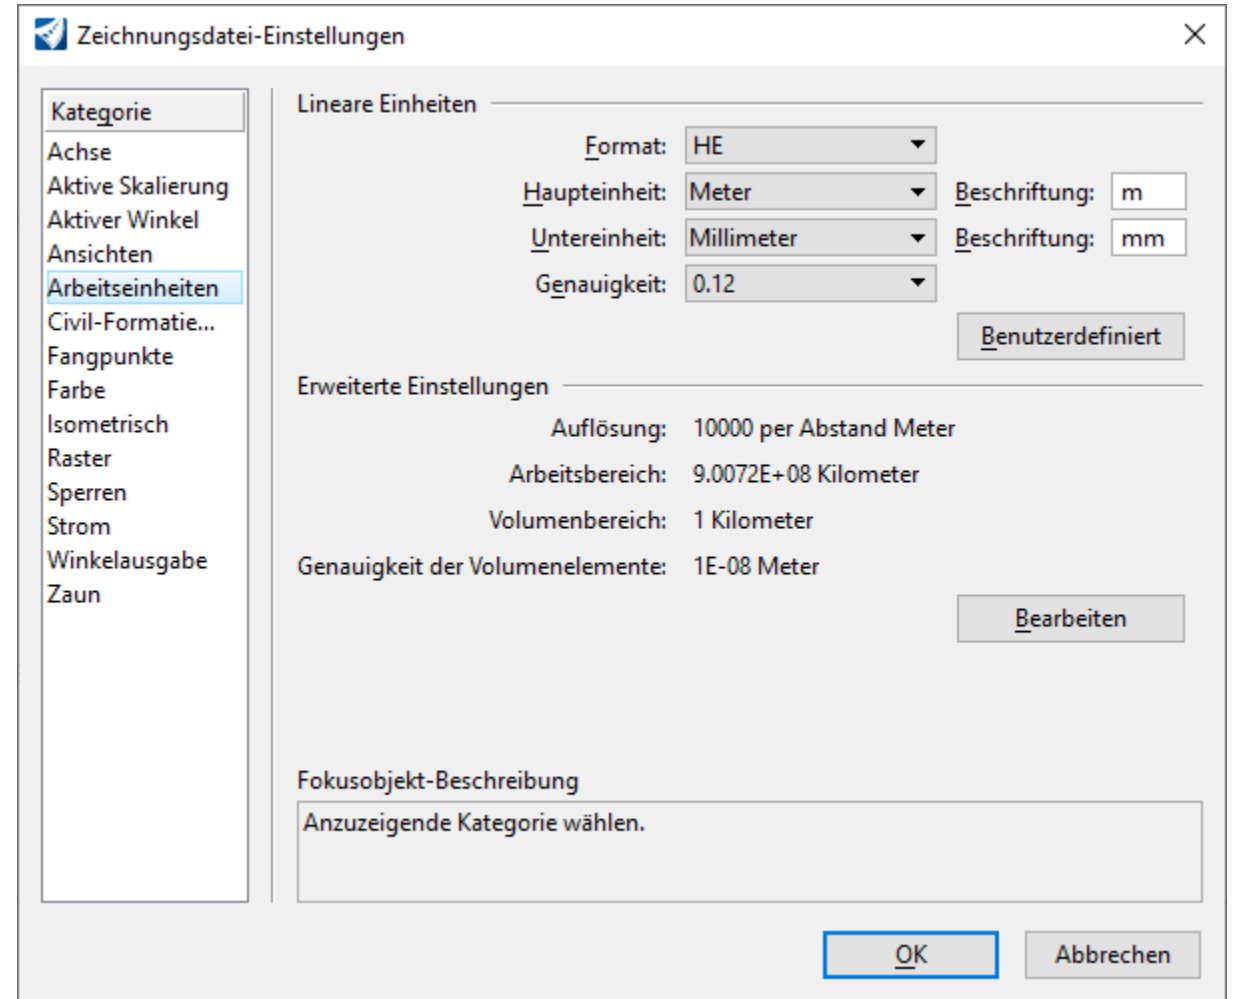 Zeichnungsdatei-Einstellungen
Kategorie
Achse
Aktive Skalierung
Aktiver Winkel
Ansichten
Arbeitseinheiten
Civil-Formatie...
Fangpunkte
Farbe
Isometrisch
Raster
Sperren
Strom
Winkelausgabe
Zaun
Lineare Einheiten
Format: HE
Haupteinheit: Meter Beschriftung: m
Untereinheit: Millimeter Beschriftung: mm
Genauigkeit: 0.12
Benutzerdefiniert
Erweiterte Einstellungen
Auflösung: 10000 per Abstand Meter
Arbeitsbereich: 9.0072E+08 Kilometer
Volumenbereich: 1 Kilometer
Genauigkeit der Volumenelemente: 1E-08 Meter
Bearbeiten
Fokusobjekt-Beschreibung
Anzuzeigende Kategorie wählen.
OK Abbrechen